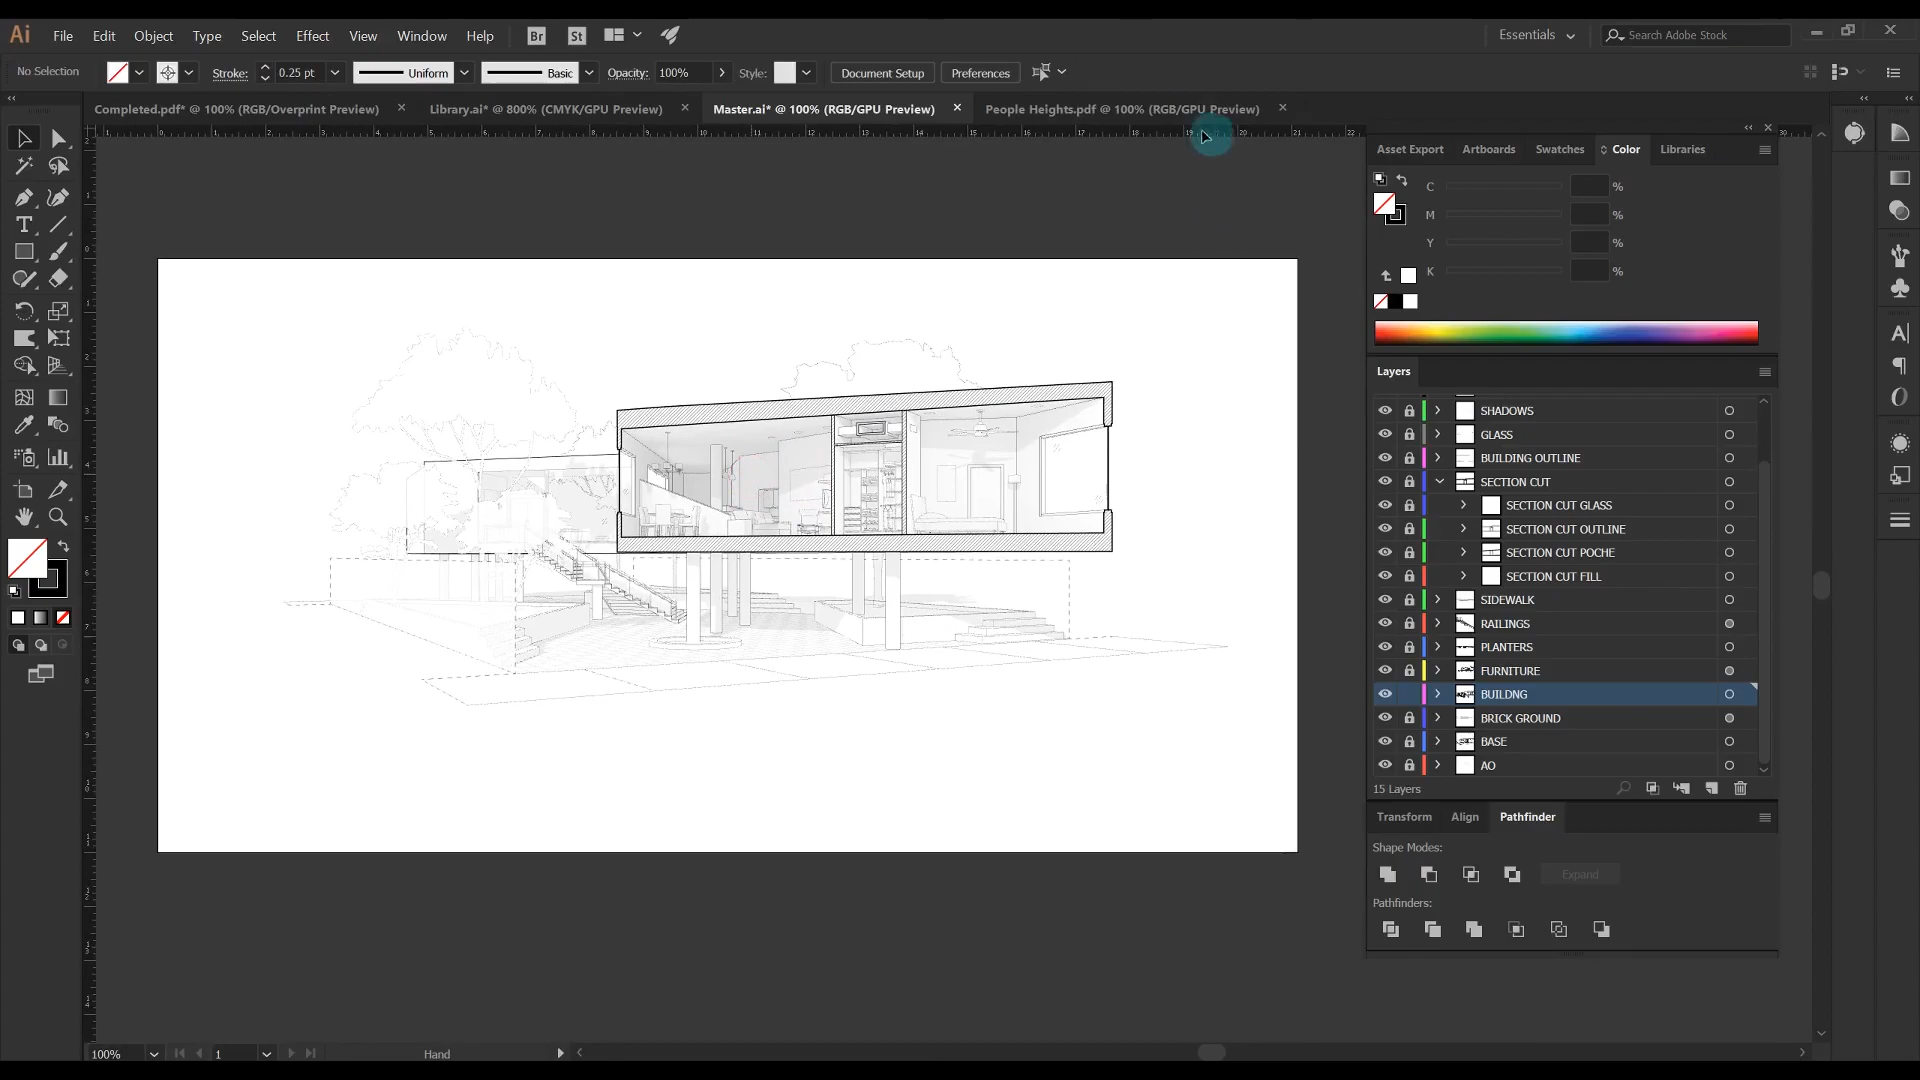 Ai File Edit Object Type Select Effect View Window Help Br St Essentials Search Adobe Stock
No Selection Stroke: 0.25 pt Uniform Basic Opacity: 100% Style: Document Setup Preferences
Completed.pdf* @ 100% (RGB/Overprint Preview) Library.ai* @ 800% (CMYK/GPU Preview) Master.ai* @ 100% (RGB/GPU Preview) People Heights.pdf @ 100% (RGB/GPU Preview)
Asset Export Artboards Swatches Color Libraries
C %
M %
Y %
K %
Layers
SHADOWS
GLASS
BUILDING OUTLINE
SECTION CUT
SECTION CUT GLASS
SECTION CUT OUTLINE
SECTION CUT POCHE
SECTION CUT FILL
SIDEWALK
RAILINGS
PLANTERS
FURNITURE
BUILDNG
BRICK GROUND
BASE
AO
15 Layers
Transform Align Pathfinder
Shape Modes:
Expand
Pathfinders:
100% 1 Hand